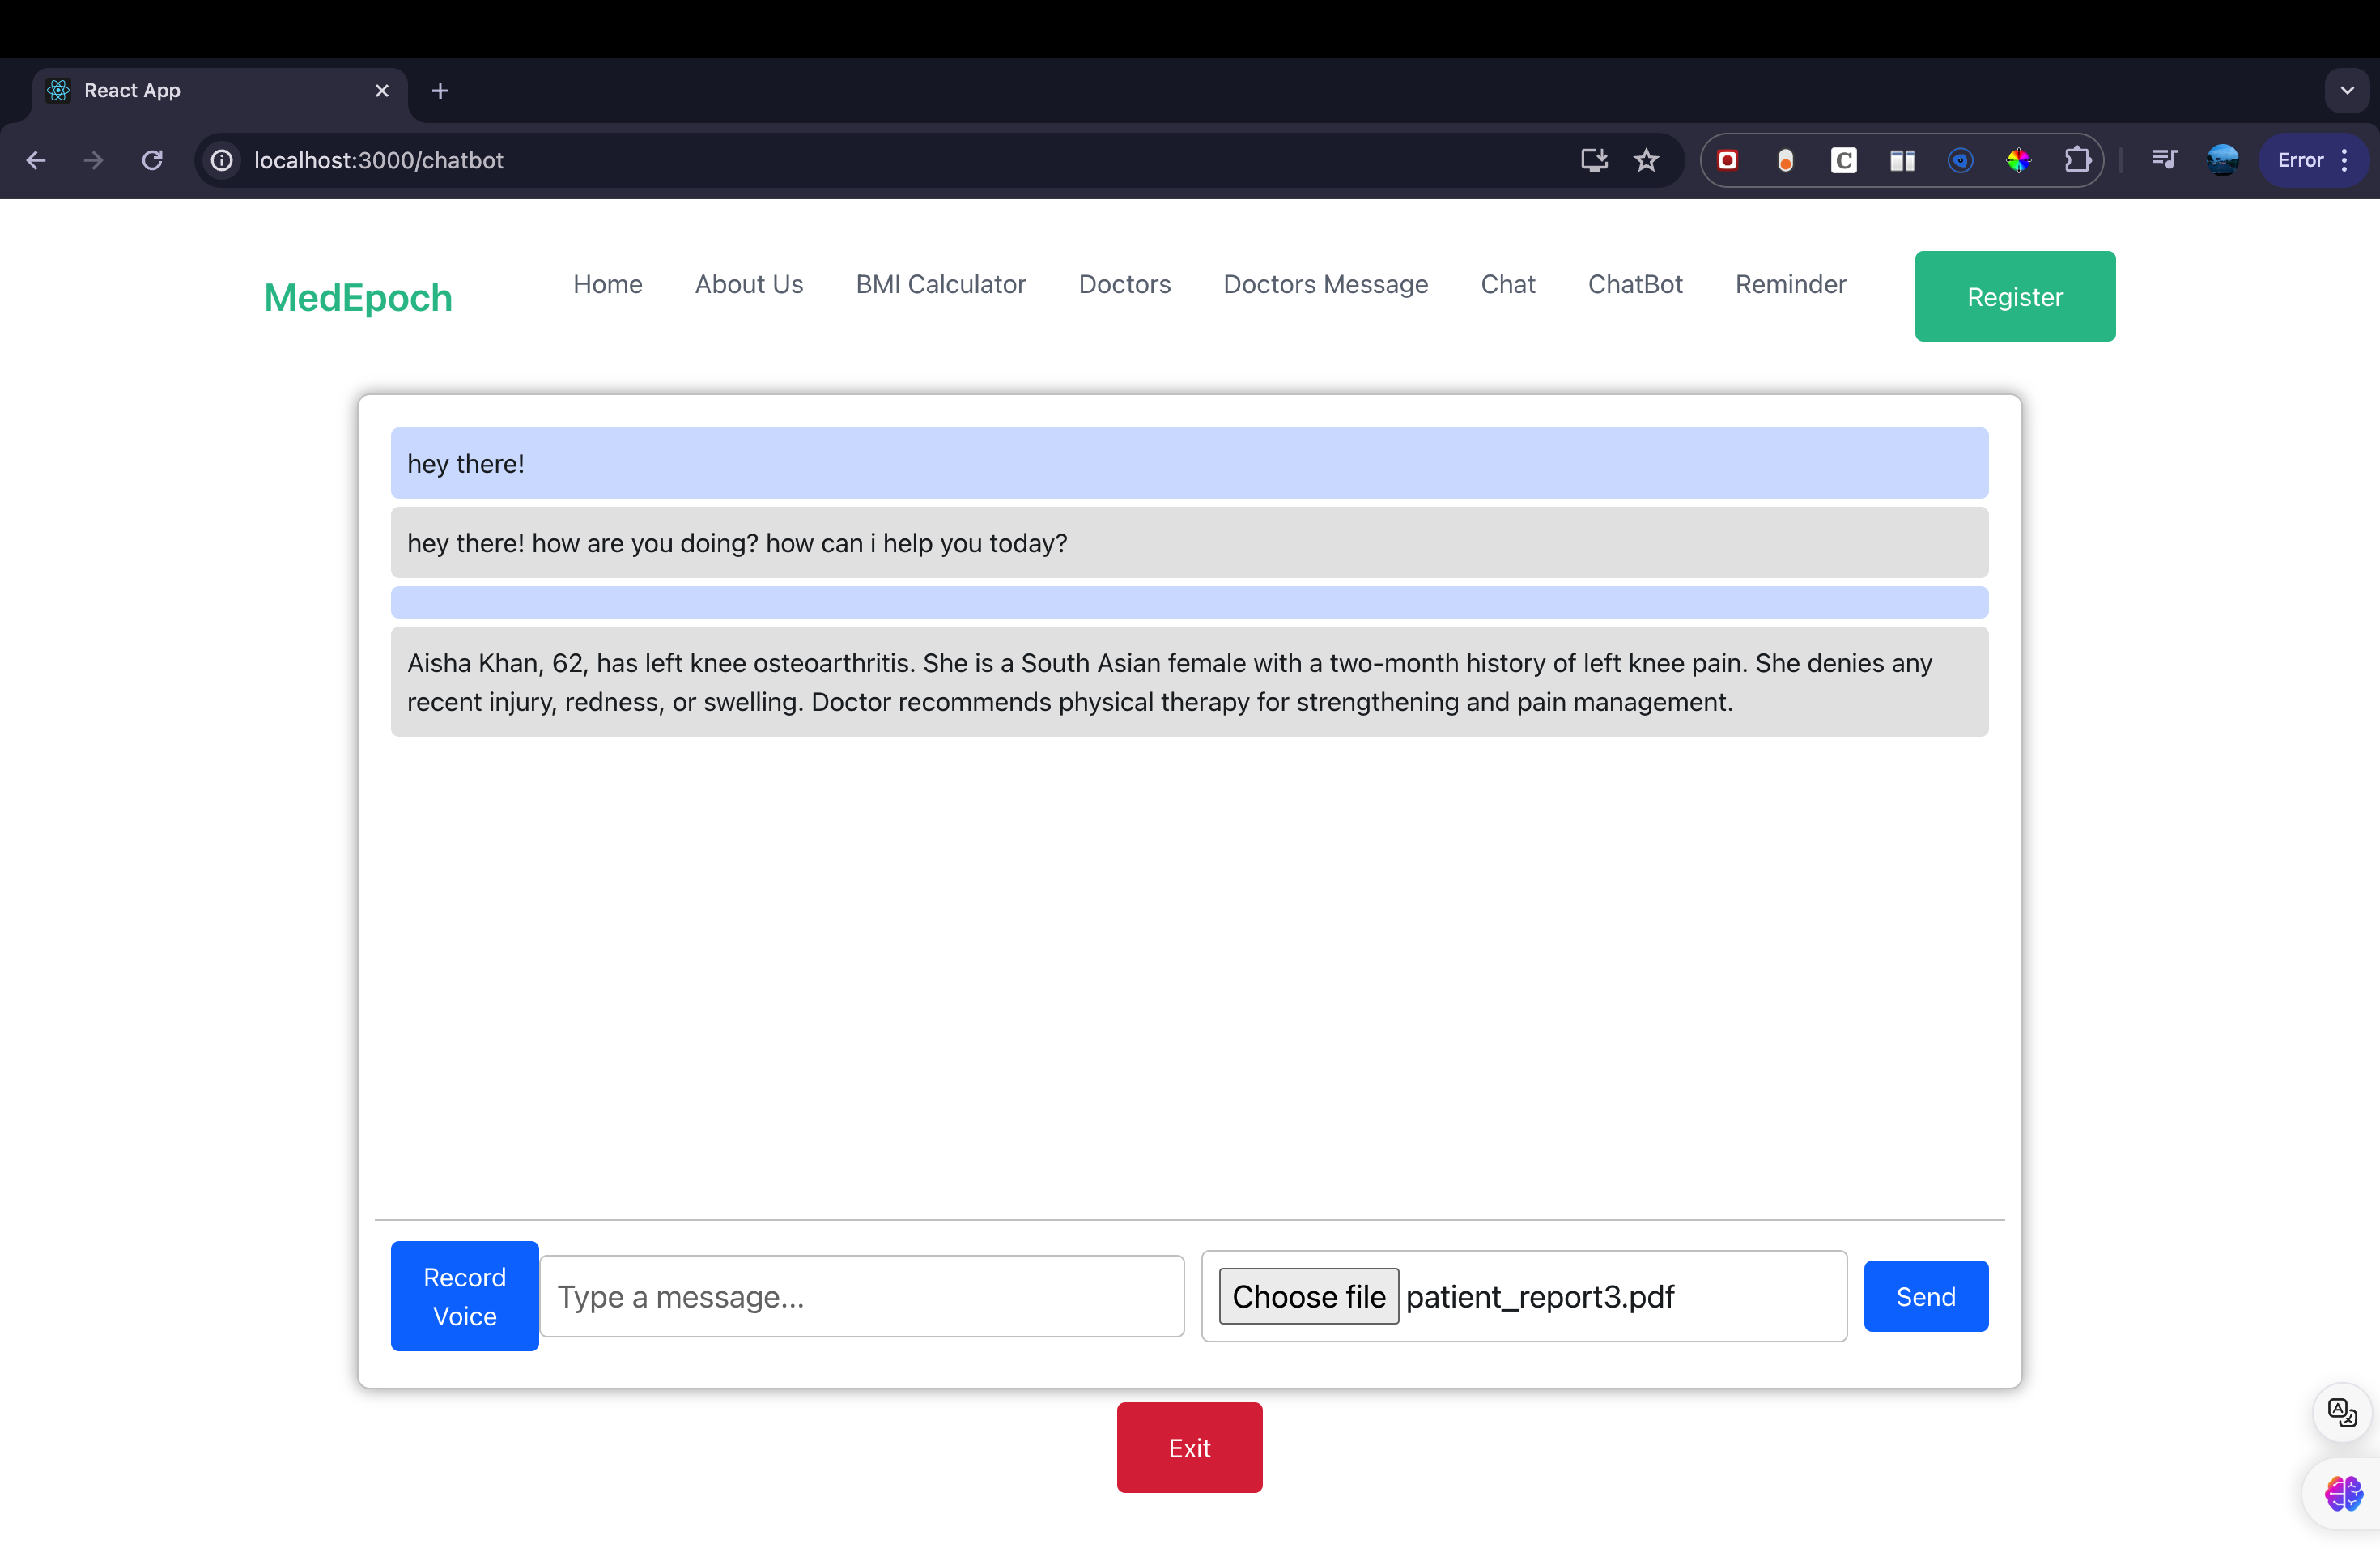 React App
localhost:3000/chatbot
Error
MedEpoch
Home
About Us
BMI Calculator
Doctors
Doctors Message
Chat
ChatBot
Reminder
Register
hey there!
hey there! how are you doing? how can i help you today?
Aisha Khan, 62, has left knee osteoarthritis. She is a South Asian female with a two-month history of left knee pain. She denies any
recent injury, redness, or swelling. Doctor recommends physical therapy for strengthening and pain management.
Record
Voice
Type a message...
Choose file patient_report3.pdf
Send
Exit